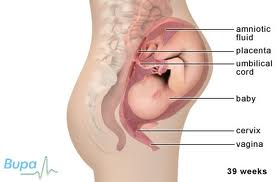 amniotic
fluid
placenta
umbilical
cord
baby
cervix
vagina
Bupa
39 weeks